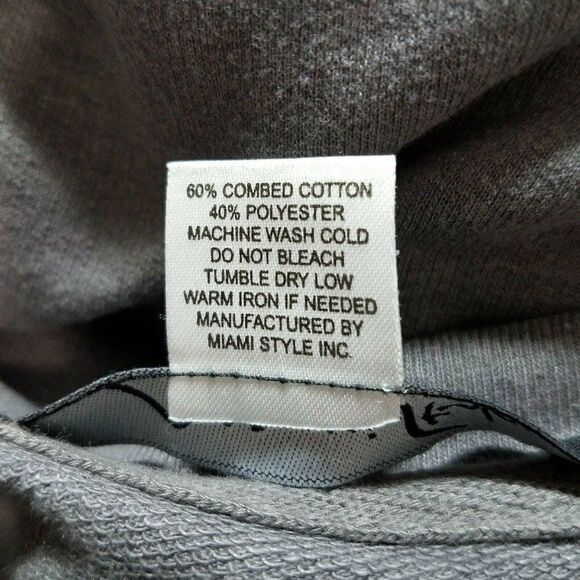 60% COMBED COTTON
40% POLYESTER
MACHINE WASH COLD
DO NOT BLEACH
TUMBLE DRY LOW
WARM IRON IF NEEDED
MANUFACTURED BY
MIAMI STYLE INC.